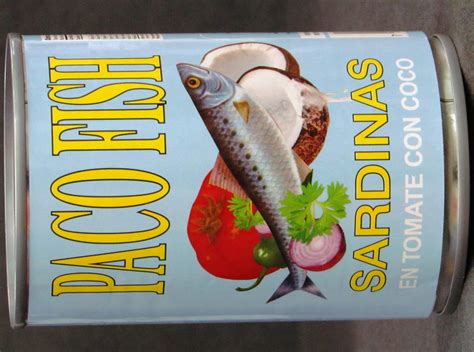 PACO FISH
SARDINAS
EN TOMATE CON COCO